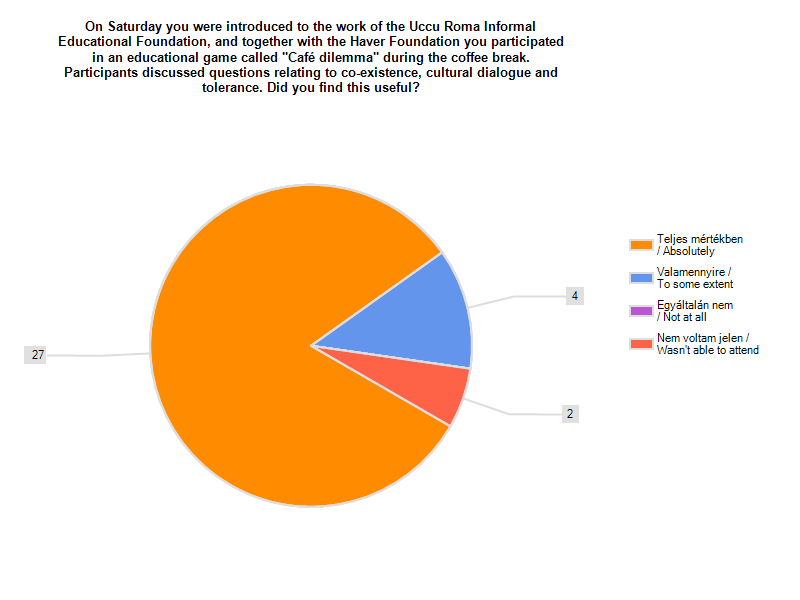 On Saturday you were introduced to the work of the Uccu Roma Informal
Educational Foundation, and together with the Haver Foundation you participated
in an educational game called "Café dilemma" during the coffee break.
Participants discussed questions relating to co-existence, cultural dialogue and
tolerance. Did you find this useful?
Teljes mértékben
/ Absolutely
Valamennyire /
To some extent
Egyáltalán nem
/ Not at all
Nem voltam jelen /
Wasn't able to attend
4
27
2